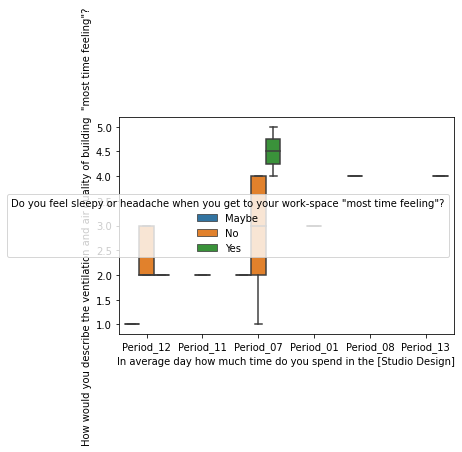 How would you describe the ventilation and air quality of building "most time feeling"?
5.0
4.5
4.0
Do you feel sleepy or headache when you get to your work-space "most time feeling"?
Maybe
No
Yes
3.0
2.5
2.0
1.5
1.0
Period_12 Period_11 Period_07 Period_01 Period_08 Period_13
In average day how much time do you spend in the [Studio Design]